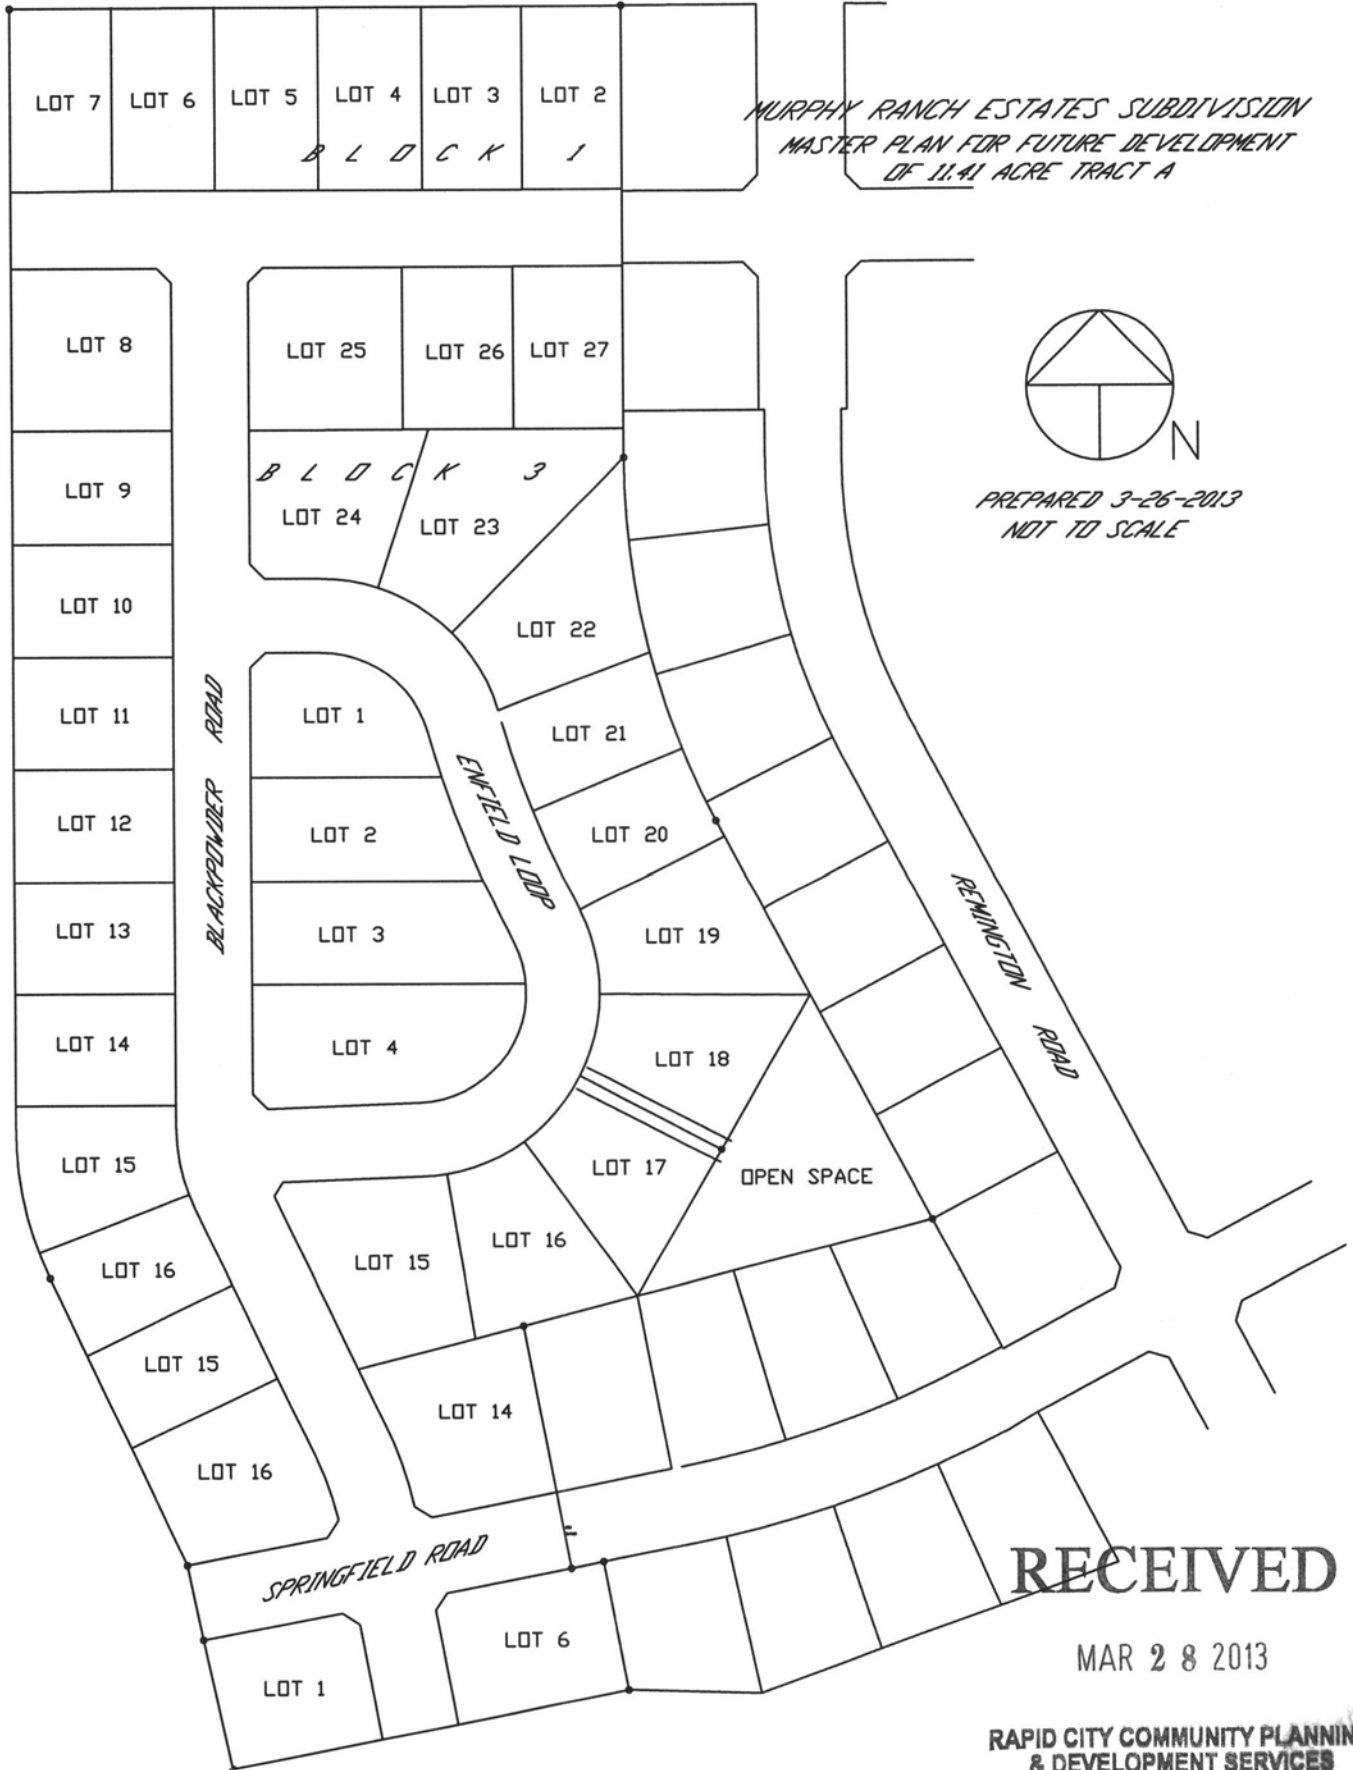 LOT 7 LOT 6 LOT 5 LOT 4 LOT 3 LOT 2
BLOCK 1
MURPHY RANCH ESTATES SUBDIVISION
MASTER PLAN FOR FUTURE DEVELOPMENT
OF 11.41 ACRE TRACT A
LOT 8
LOT 25 LOT 26 LOT 27
N
PREPARED 3-26-2013
NOT TO SCALE
BLOCK 3
LOT 9
LOT 24 LOT 23
LOT 10
LOT 22
LOT 11
LOT 1
LOT 21
BLACKPOWDER ROAD
ENFIELD LOOP
LOT 12
LOT 2
LOT 20
LOT 13
LOT 3
LOT 19
REMINGTON ROAD
LOT 14
LOT 4
LOT 18
LOT 15
LOT 17
OPEN SPACE
LOT 16
LOT 15
LOT 16
LOT 15
LOT 14
LOT 16
SPRINGFIELD ROAD
LOT 1
LOT 6
RECEIVED
MAR 28 2013
RAPID CITY COMMUNITY PLANNIN
& DEVELOPMENT SERVICES